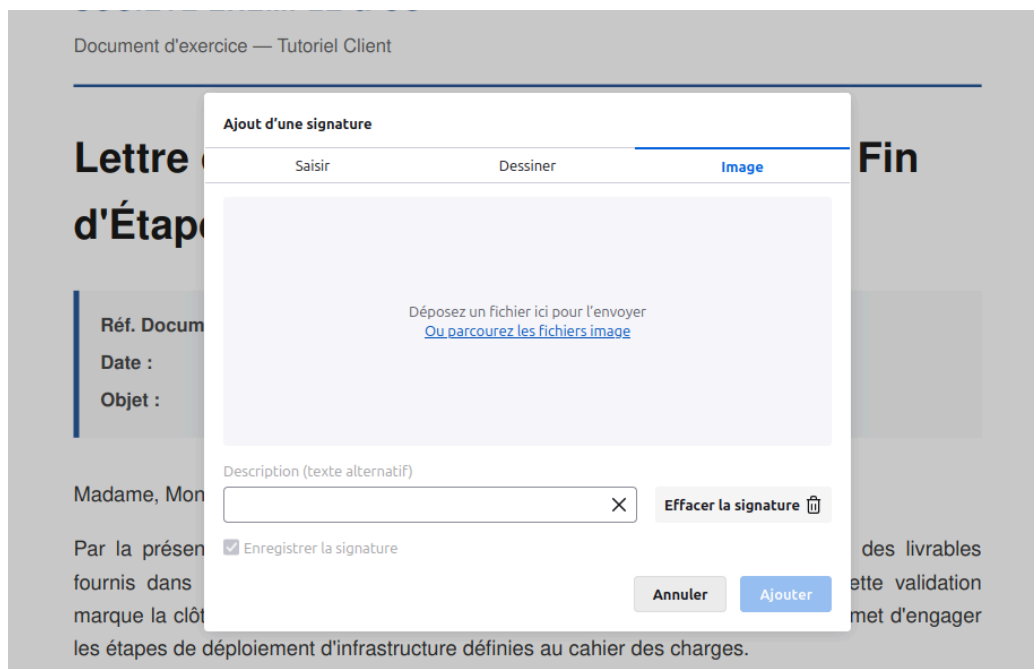 Document d'exercice — Tutoriel Client
Ajout d’une signature
Saisir Dessiner Image
Lettre Fin
d'Étap
Déposez un fichier ici pour l’envoyer
Ou parcourez les fichiers image
Réf. Docum
Date :
Objet :
Description (texte alternatif)
Effacer la signature
Madame, Mon
Enregistrer la signature
Par la présen des livrables
fournis dans ette validation
Annuler Ajouter
marque la clôt met d'engager
les étapes de déploiement d'infrastructure définies au cahier des charges.